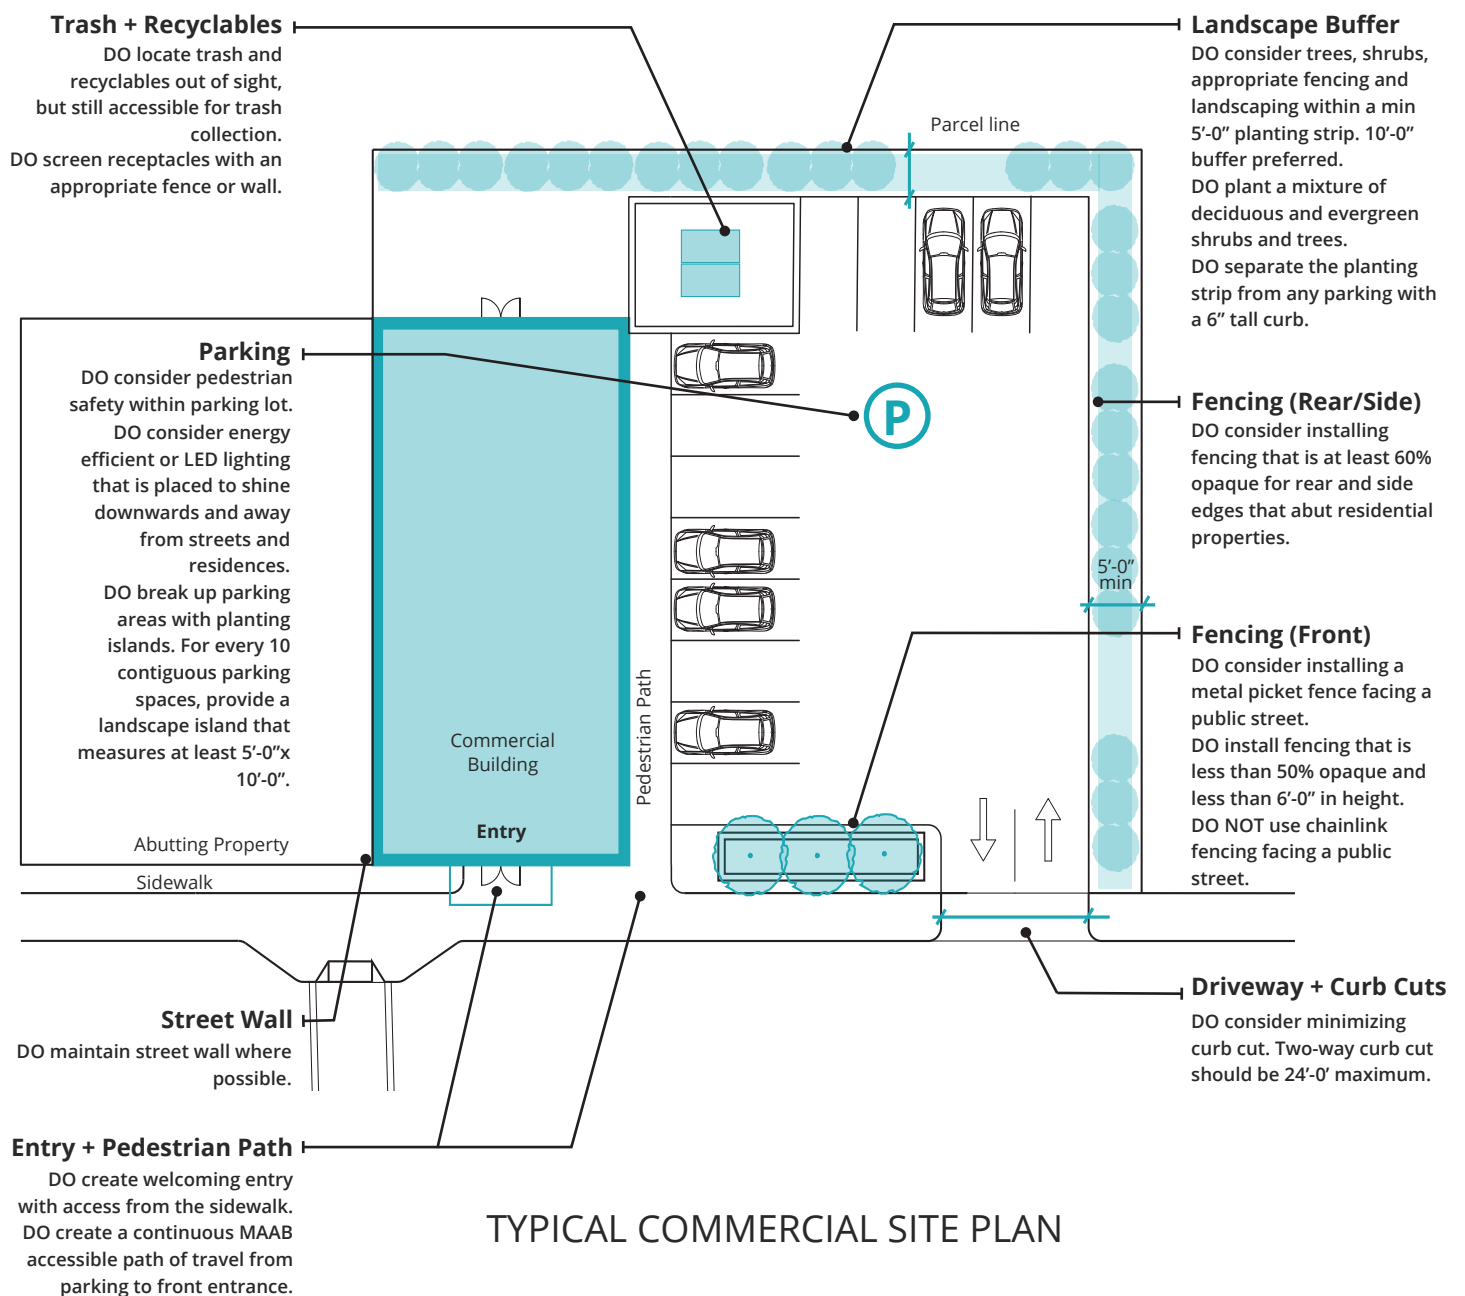 Trash + Recyclables
DO locate trash and
recyclables out of sight,
but still accessible for trash
collection.
DO screen receptacles with an
appropriate fence or wall.
Landscape Buffer
DO consider trees, shrubs,
appropriate fencing and
landscaping within a min
5’-0” planting strip. 10’-0”
buffer preferred.
DO plant a mixture of
deciduous and evergreen
shrubs and trees.
DO separate the planting
strip from any parking with
a 6” tall curb.
Parcel line
Parking
DO consider pedestrian
safety within parking lot.
DO consider energy
efficient or LED lighting
that is placed to shine
downwards and away
from streets and
residences.
DO break up parking
areas with planting
islands. For every 10
contiguous parking
spaces, provide a
landscape island that
measures at least 5’-0”x
10’-0”.
P
Fencing (Rear/Side)
DO consider installing
fencing that is at least 60%
opaque for rear and side
edges that abut residential
properties.
5’-0”
min
Fencing (Front)
DO consider installing a
metal picket fence facing a
public street.
DO install fencing that is
less than 50% opaque and
less than 6’-0” in height.
DO NOT use chainlink
fencing facing a public
street.
Commercial
Building
Entry
Pedestrian Path
Abutting Property
Sidewalk
Street Wall
DO maintain street wall where
possible.
Driveway + Curb Cuts
DO consider minimizing
curb cut. Two-way curb cut
should be 24’-0’ maximum.
Entry + Pedestrian Path
DO create welcoming entry
with access from the sidewalk.
DO create a continuous MAAB
accessible path of travel from
parking to front entrance.
TYPICAL COMMERCIAL SITE PLAN